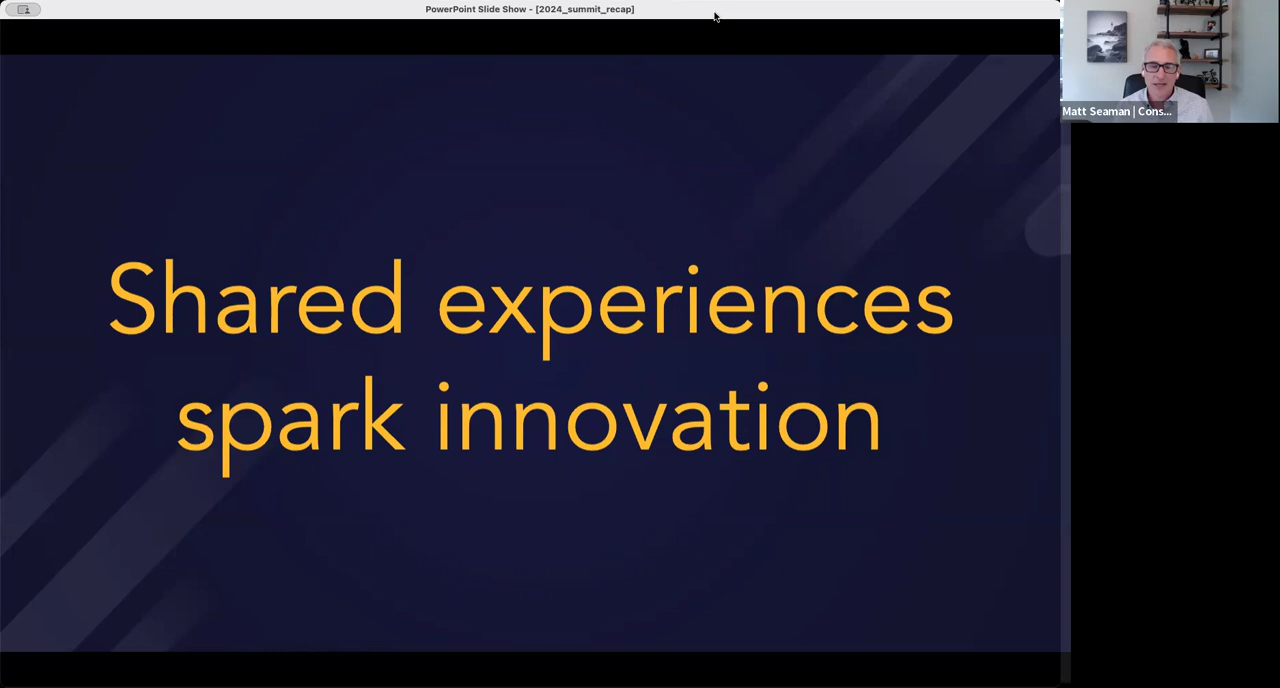 PowerPoint Slide Show - [2024_summit_recap]
Matt Seaman | Cons...
Shared experiences
spark innovation